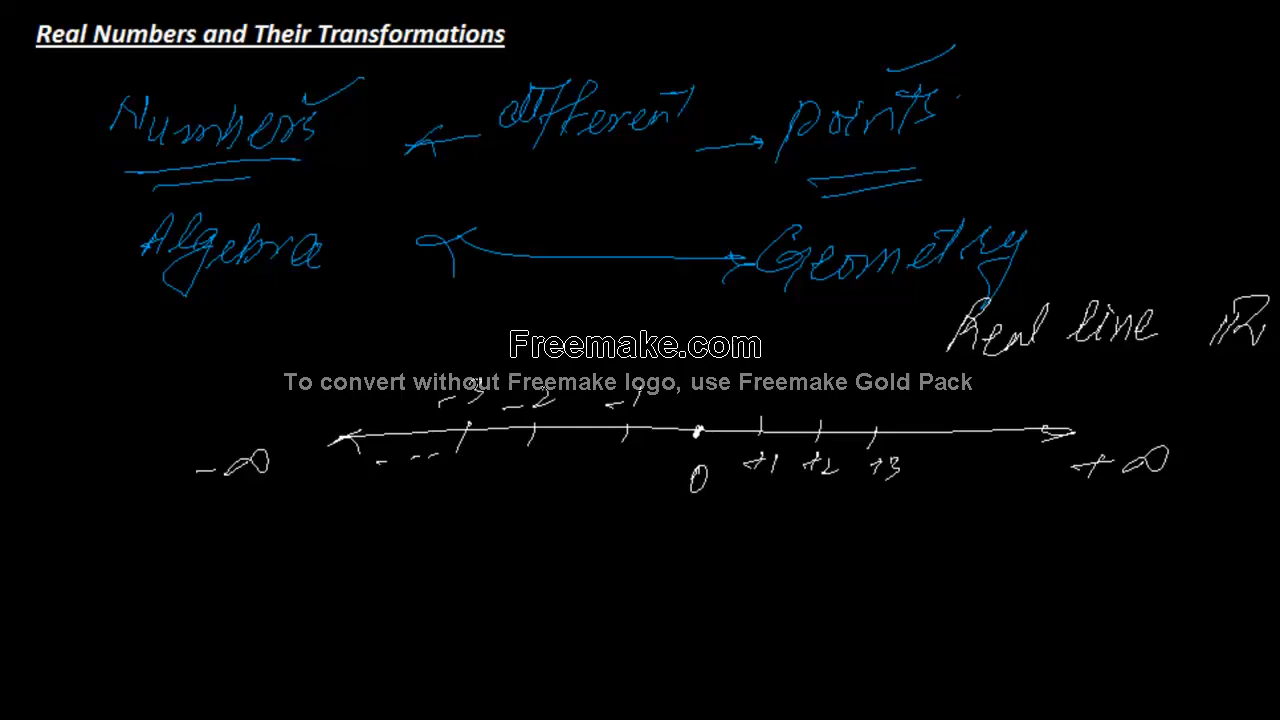 Real Numbers and Their Transformations
Numbers different points
Algebra Geometry
Real line ℝ
Freemake.com
To convert without Freemake logo, use Freemake Gold Pack
-3 -2 -1
-∞ --- 0 +1 +2 +3 +∞